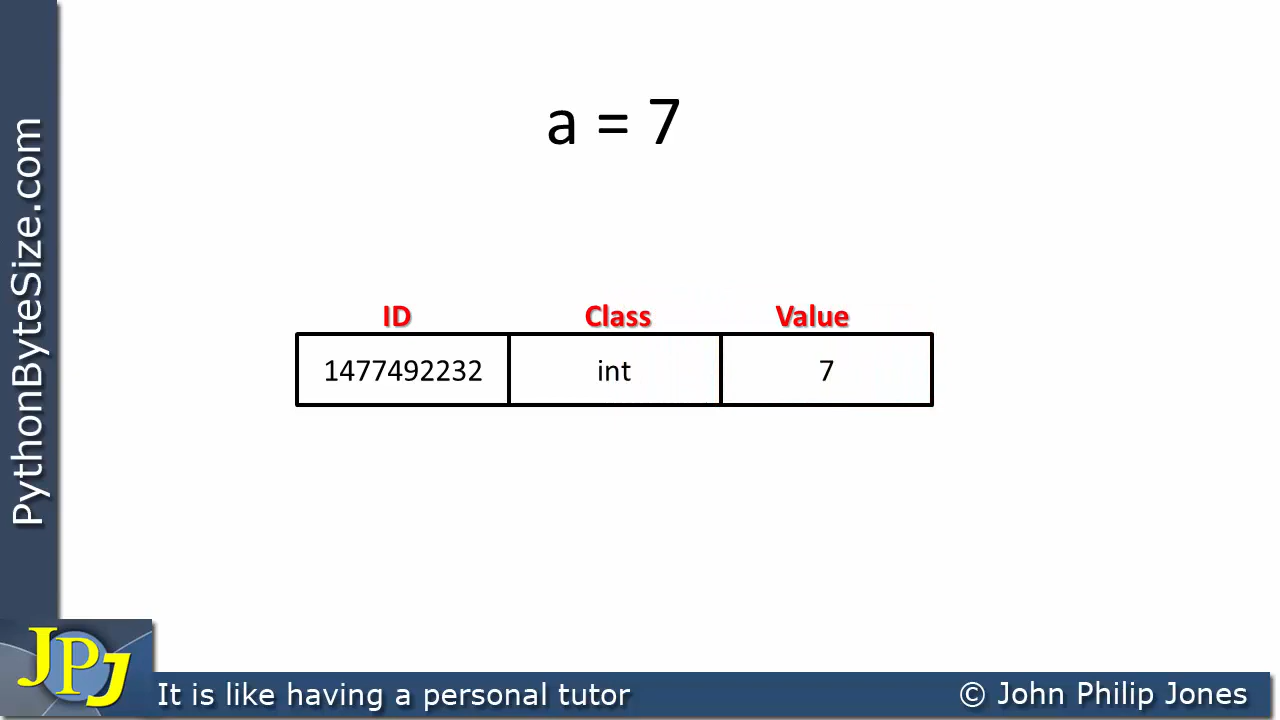 a = 7
ID Class Value
1477492232 int 7
PythonByteSize.com
JPJ
It is like having a personal tutor
© John Philip Jones